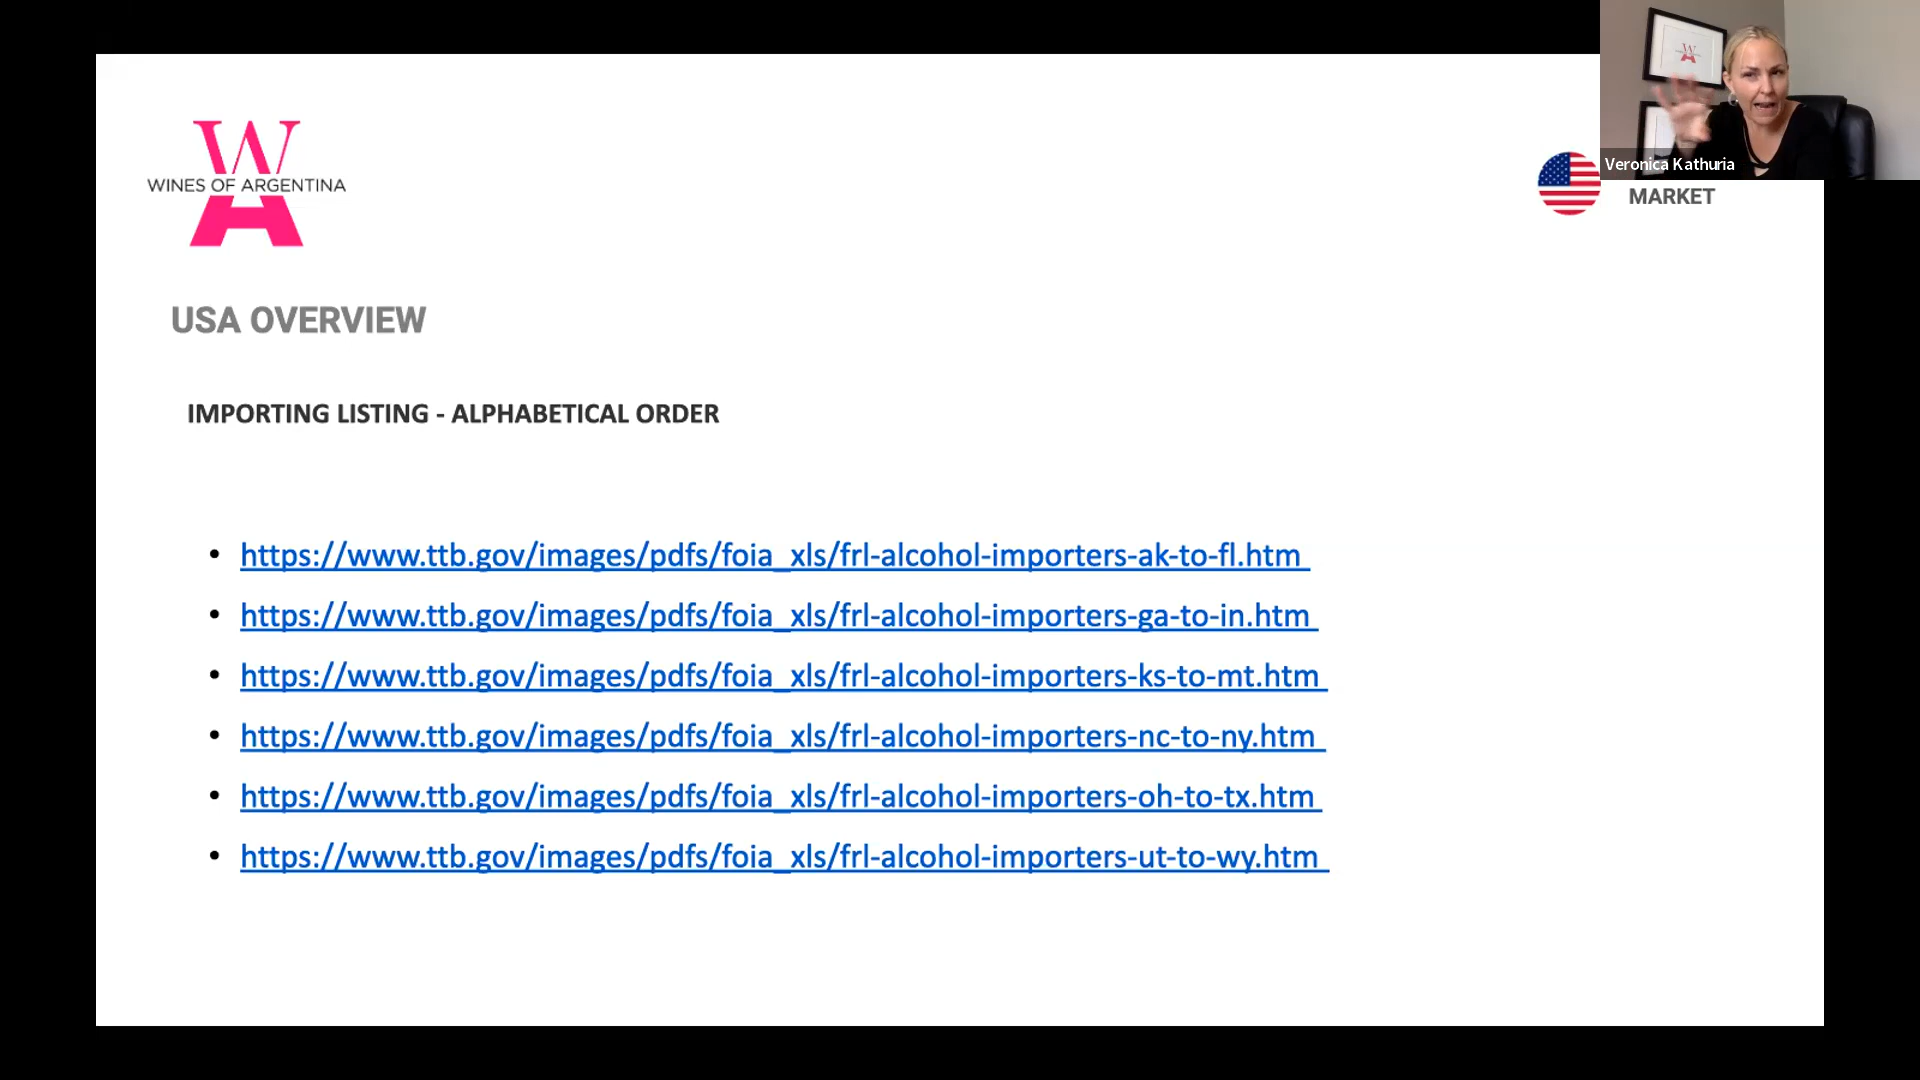 W
WINES OF ARGENTINA
A
Veronica Kathuria
MARKET
USA OVERVIEW
IMPORTING LISTING - ALPHABETICAL ORDER
• https://www.ttb.gov/images/pdfs/foia_xls/frl-alcohol-importers-ak-to-fl.htm
• https://www.ttb.gov/images/pdfs/foia_xls/frl-alcohol-importers-ga-to-in.htm
• https://www.ttb.gov/images/pdfs/foia_xls/frl-alcohol-importers-ks-to-mt.htm
• https://www.ttb.gov/images/pdfs/foia_xls/frl-alcohol-importers-nc-to-ny.htm
• https://www.ttb.gov/images/pdfs/foia_xls/frl-alcohol-importers-oh-to-tx.htm
• https://www.ttb.gov/images/pdfs/foia_xls/frl-alcohol-importers-ut-to-wy.htm